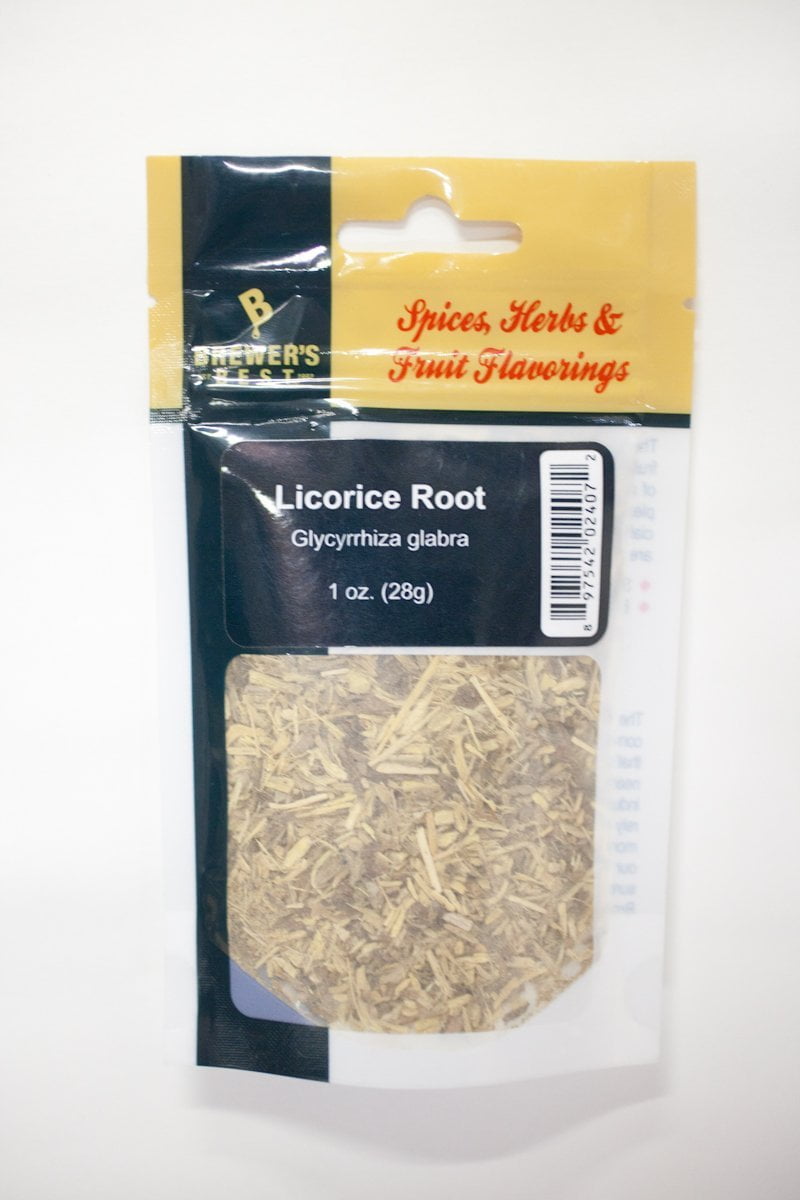 B
BREWER'S
BEST
Spices, Herbs &
Fruit Flavorings
Licorice Root
Glycyrrhiza glabra
1 oz. (28g)
8 97542 02407 2